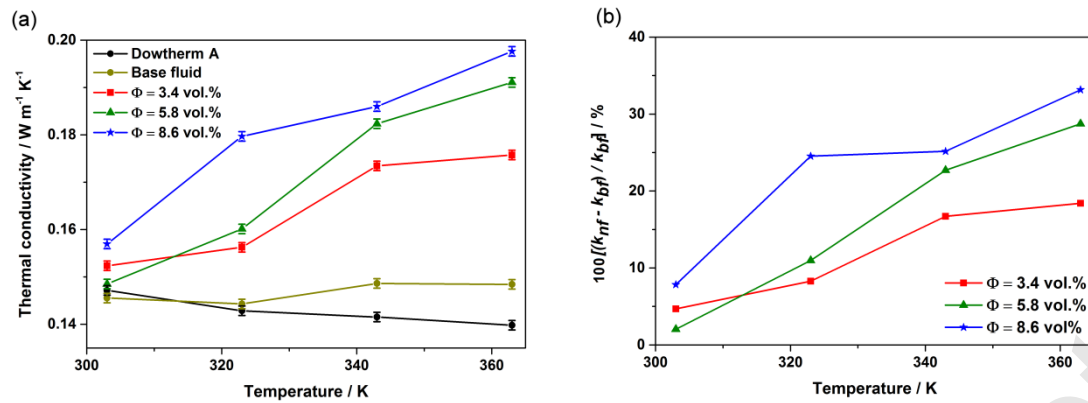 (a)
Thermal conductivity / W m⁻¹ K⁻¹
0.20
0.18
0.16
0.14
Dowtherm A
Base fluid
Φ = 3.4 vol.%
Φ = 5.8 vol.%
Φ = 8.6 vol.%
300 320 340 360
Temperature / K
(b)
100[(k_nf - k_bf) / k_bf] / %
40
30
20
10
0
Φ = 3.4 vol.%
Φ = 5.8 vol.%
Φ = 8.6 vol%
300 320 340 360
Temperature / K